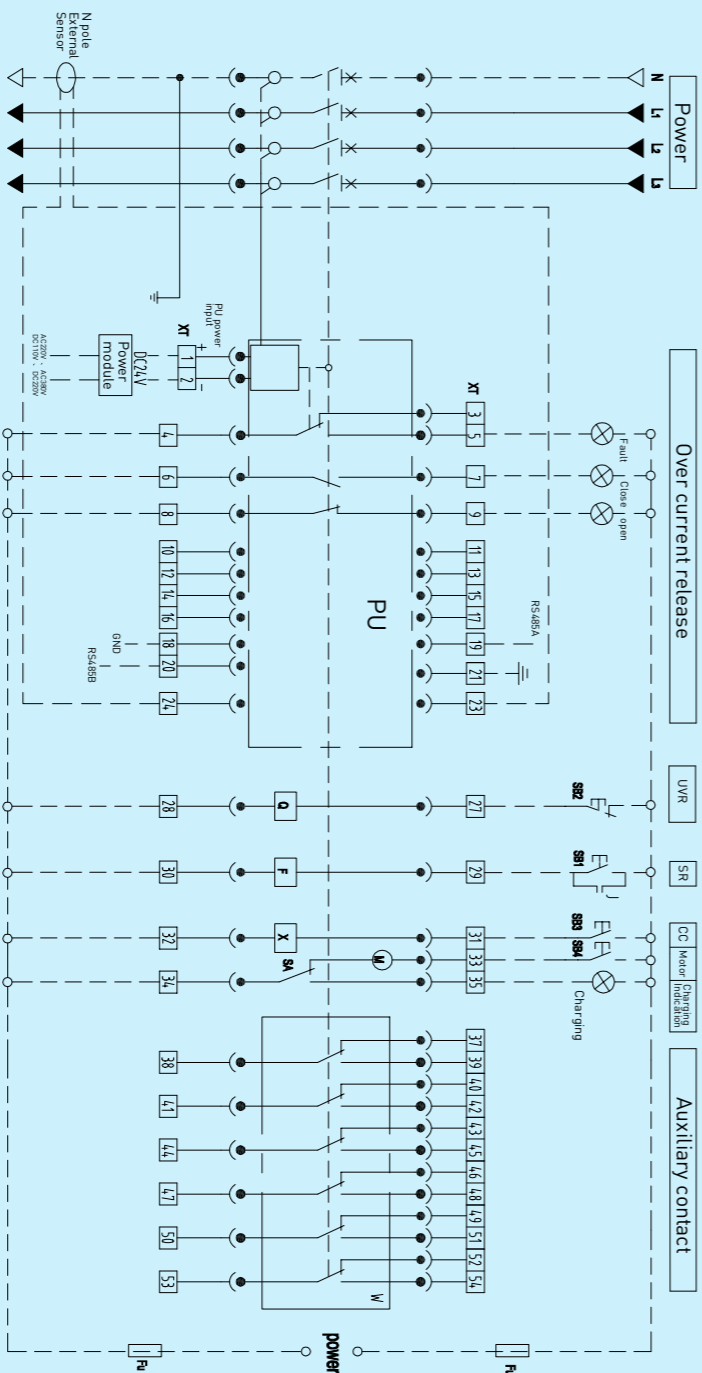 Power
Over current release
UVR
SR
CC
Motor
Charging
Indication
Auxiliary contact
N
L1
L2
L3
N pole
External
Sensor
Fault
Close
open
SB2
SB1
SB3
SB4
Charging
XT
3
5
7
9
11
13
15
17
19
21
23
27
29
31
33
35
37
39
40
42
43
45
46
48
49
51
52
54
RS485A
PU
Q
F
X
M
SA
W
PU power
input
XT
+
-
1
2
DC24V
Power
module
AC220V 、 AC380V
DC110V 、 DC220V
4
6
8
10
12
14
16
18
20
24
28
30
32
34
38
41
44
47
50
53
GND
RS485B
Fu
power
Fu